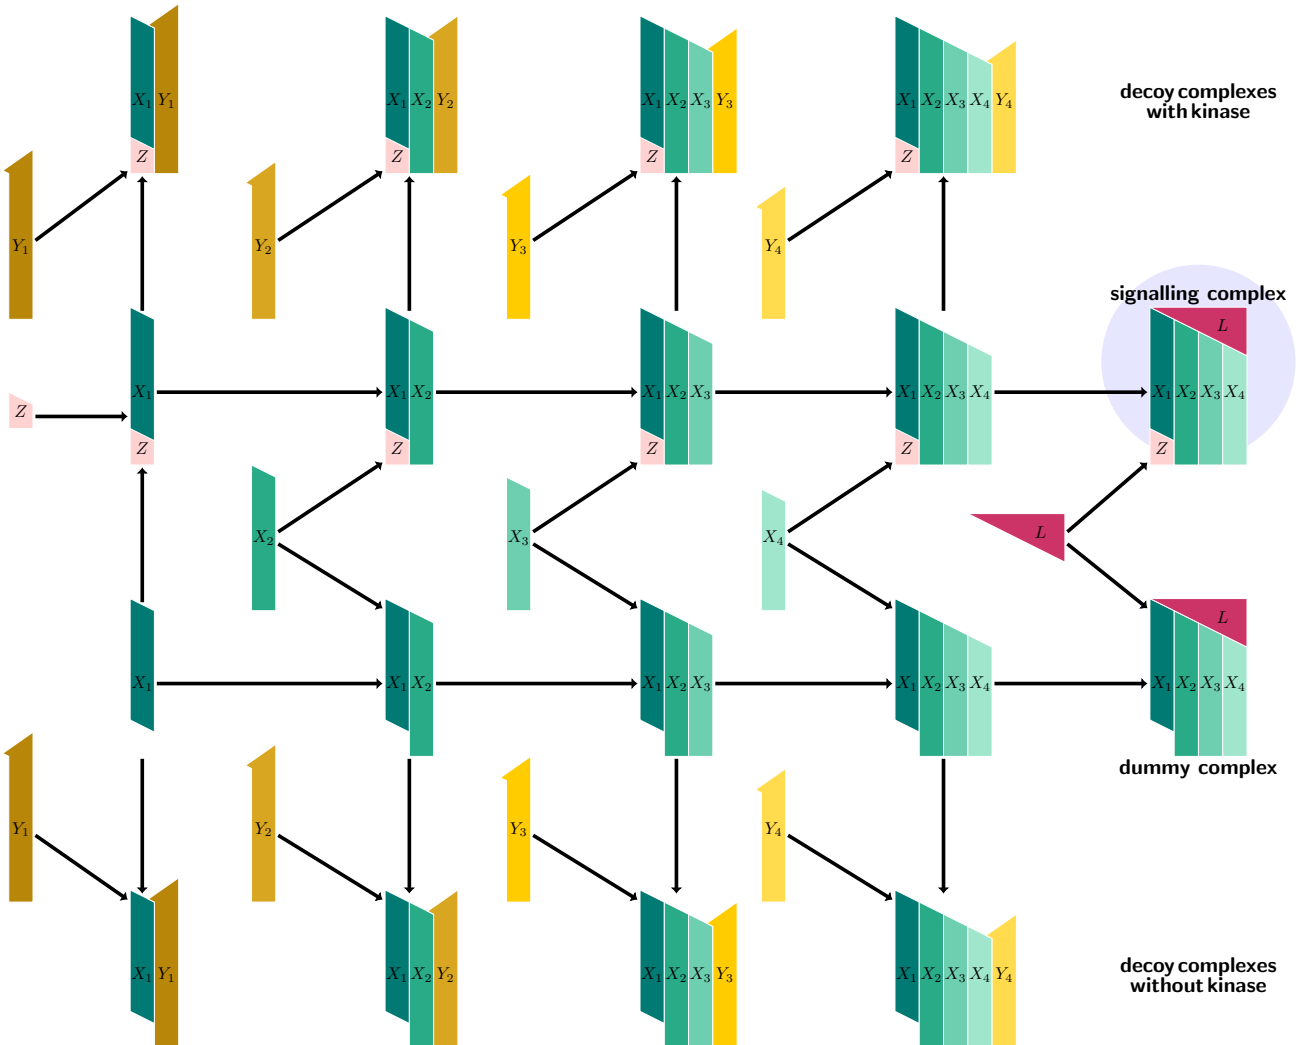 X₁ Y₁ X₁ X₂ Y₂ X₁ X₂ X₃ Y₃ X₁ X₂ X₃ X₄ Y₄
decoy complexes
with kinase
Z Z Z Z
Y₁ Y₂ Y₃ Y₄
signalling complex
L
X₁ X₁ X₂ X₁ X₂ X₃ X₁ X₂ X₃ X₄ X₁ X₂ X₃ X₄
Z
Z Z Z Z Z
X₂ X₃ X₄ L
L
X₁ X₁ X₂ X₁ X₂ X₃ X₁ X₂ X₃ X₄ X₁ X₂ X₃ X₄
dummy complex
Y₁ Y₂ Y₃ Y₄
X₁ Y₁ X₁ X₂ Y₂ X₁ X₂ X₃ Y₃ X₁ X₂ X₃ X₄ Y₄
decoy complexes
without kinase